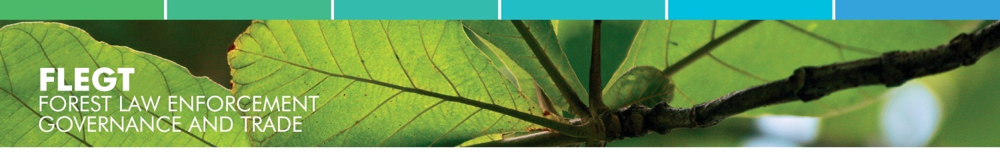 FLEGT
FOREST LAW ENFORCEMENT
GOVERNANCE AND TRADE